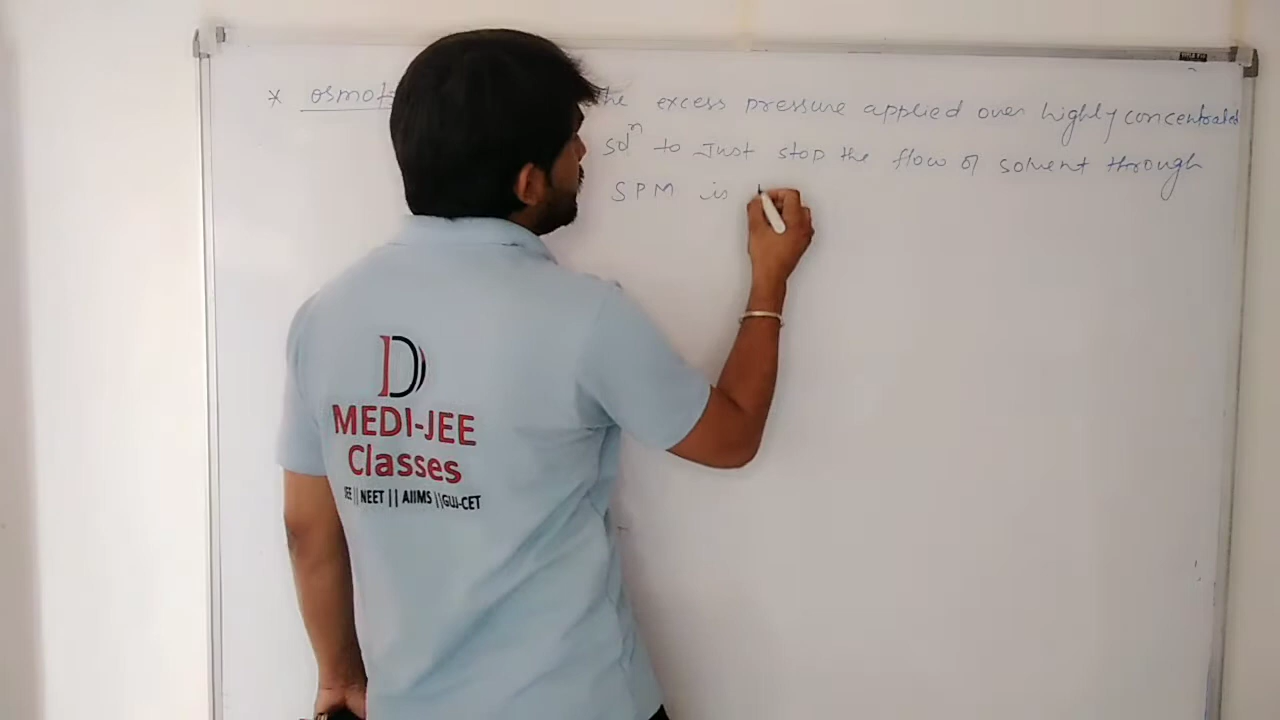 * osmot
the excess pressure applied over highly concentrated
solⁿ to Just stop the flow of solvent through
SPM is
D
MEDI-JEE
Classes
JEE || NEET || AIIMS || GUJ-CET